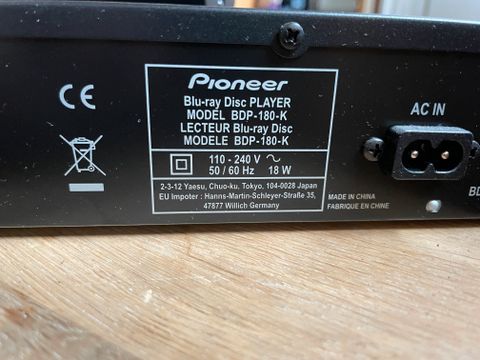 Pioneer
Blu-ray Disc PLAYER
MODEL BDP-180-K
LECTEUR Blu-ray Disc
MODELE BDP-180-K
110 - 240 V ~
50 / 60 Hz 18 W
2-3-12 Yaesu, Chuo-ku, Tokyo, 104-0028 Japan
EU Impoter : Hanns-Martin-Schleyer-Straße 35,
47877 Willich Germany
CE
AC IN
MADE IN CHINA
FABRIQUE EN CHINE
BD